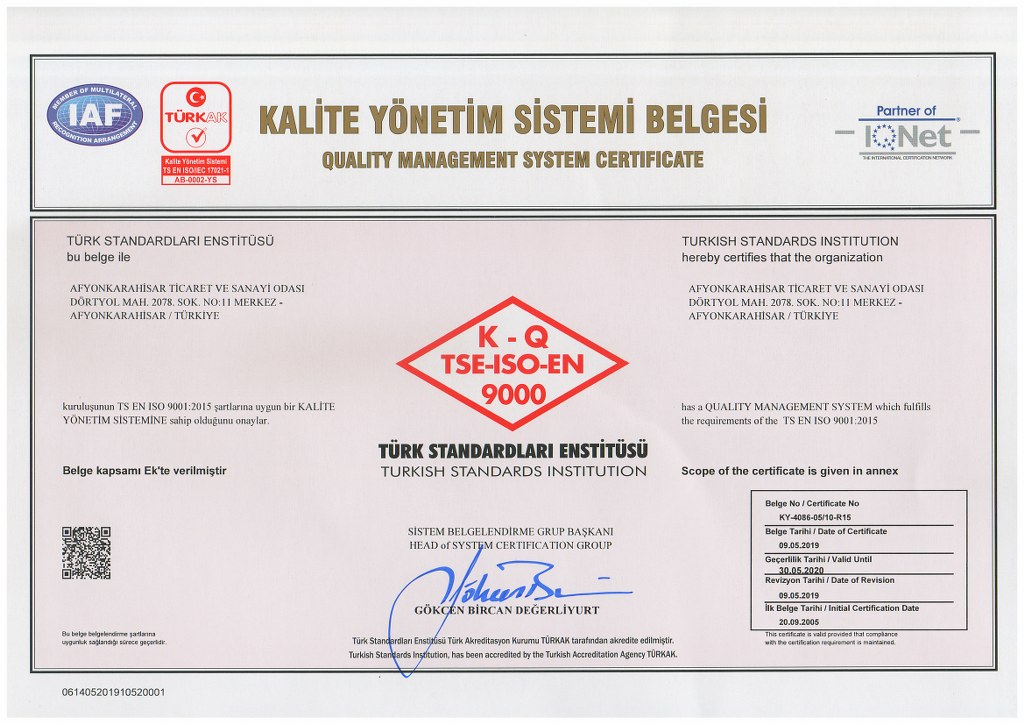 MEMBER OF MULTILATERAL
IAF
RECOGNITION ARRANGEMENT
TÜRKAK
Kalite Yönetim Sistemi
TS EN ISO/IEC 17021-1
AB-0002-YS
KALİTE YÖNETİM SİSTEMİ BELGESİ
QUALITY MANAGEMENT SYSTEM CERTIFICATE
Partner of
IQNet
THE INTERNATIONAL CERTIFICATION NETWORK
TÜRK STANDARDLARI ENSTİTÜSÜ
bu belge ile
AFYONKARAHİSAR TİCARET VE SANAYİ ODASI
DÖRTYOL MAH. 2078. SOK. NO:11 MERKEZ -
AFYONKARAHİSAR / TÜRKİYE
kuruluşunun TS EN ISO 9001:2015 şartlarına uygun bir KALİTE
YÖNETİM SİSTEMİNE sahip olduğunu onaylar.
Belge kapsamı Ek'te verilmiştir
TURKISH STANDARDS INSTITUTION
hereby certifies that the organization
AFYONKARAHİSAR TİCARET VE SANAYİ ODASI
DÖRTYOL MAH. 2078. SOK. NO:11 MERKEZ -
AFYONKARAHİSAR / TÜRKİYE
has a QUALITY MANAGEMENT SYSTEM which fulfills
the requirements of the TS EN ISO 9001:2015
Scope of the certificate is given in annex
K - Q
TSE-ISO-EN
9000
TÜRK STANDARDLARI ENSTİTÜSÜ
TURKISH STANDARDS INSTITUTION
SİSTEM BELGELENDİRME GRUP BAŞKANI
HEAD of SYSTEM CERTIFICATION GROUP
GÖKCEN BİRCAN DEĞERLİYURT
Belge No / Certificate No
KY-4086-05/10-R15
Belge Tarihi / Date of Certificate
09.05.2019
Geçerlilik Tarihi / Valid Until
30.05.2020
Revizyon Tarihi / Date of Revision
09.05.2019
İlk Belge Tarihi / Initial Certification Date
20.09.2005
Bu belge belgelendirme şartlarına
uygunluk sağlandığı sürece geçerlidir.
Türk Standardları Enstitüsü Türk Akreditasyon Kurumu TÜRKAK tarafından akredite edilmiştir.
Turkish Standards Institution, has been accredited by the Turkish Accreditation Agency TÜRKAK.
This certificate is valid provided that compliance
with the certification requirement is maintained.
061405201910520001